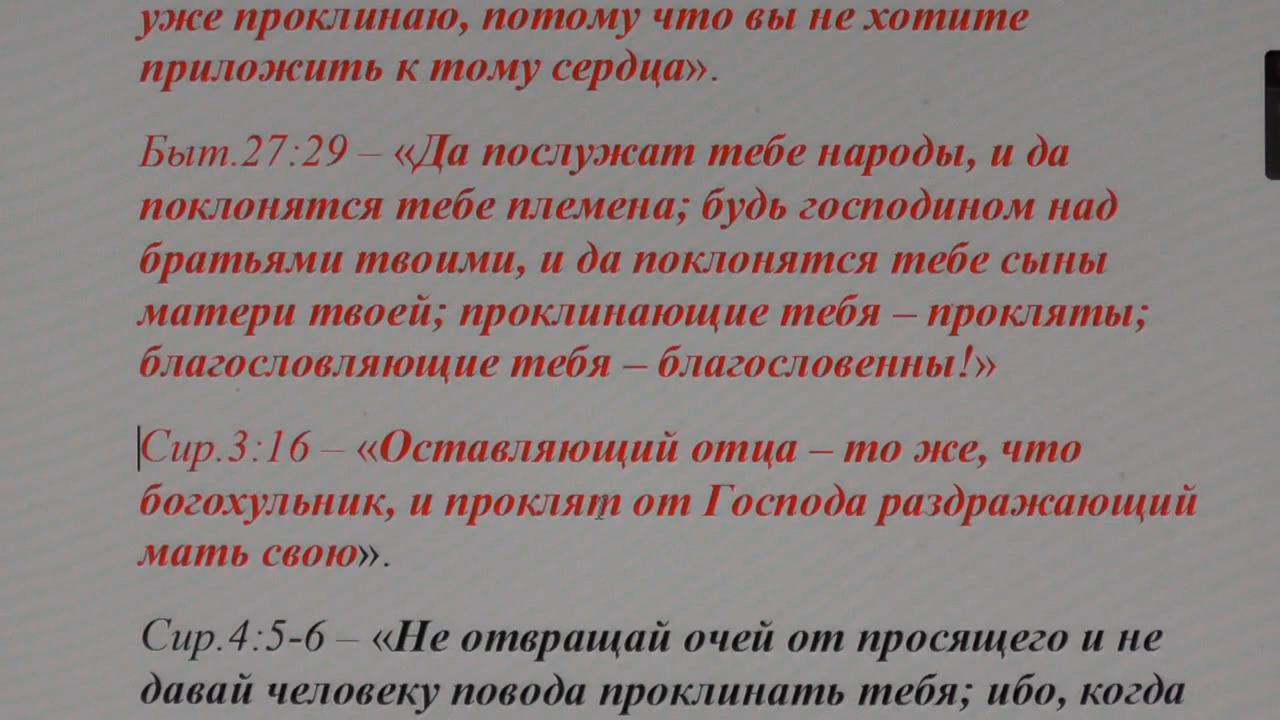 уже проклинаю, потому что вы не хотите
приложить к тому сердца».
Быт.27:29 – «Да послужат тебе народы, и да
поклонятся тебе племена; будь господином над
братьями твоими, и да поклонятся тебе сыны
матери твоей; проклинающие тебя – прокляты;
благословляющие тебя – благословенны!»
Сир.3:16 – «Оставляющий отца – то же, что
богохульник, и проклят от Господа раздражающий
мать свою».
Сир.4:5-6 – «Не отвращай очей от просящего и не
давай человеку повода проклинать тебя; ибо, когда